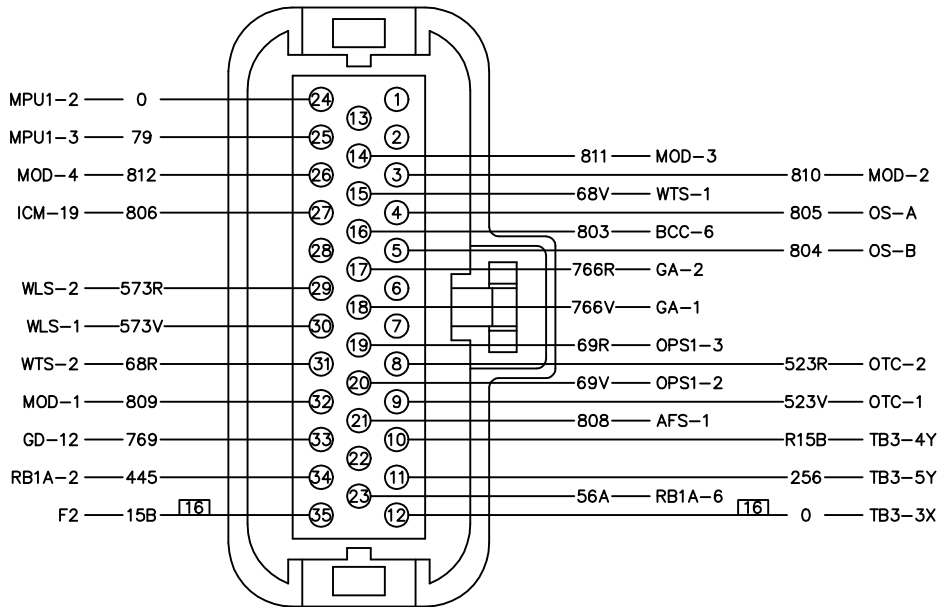 MPU1-2 0 24 1
13
MPU1-3 79 25 2
14 811 MOD-3
MOD-4 812 26 3 810 MOD-2
15 68V WTS-1
ICM-19 806 27 4 805 OS-A
16 803 BCC-6
28 5 804 OS-B
17 766R GA-2
WLS-2 573R 29 6
18 766V GA-1
WLS-1 573V 30 7
19 69R OPS1-3
WTS-2 68R 31 8 523R OTC-2
20 69V OPS1-2
MOD-1 809 32 9 523V OTC-1
21 808 AFS-1
GD-12 769 33 10 R15B TB3-4Y
22
RB1A-2 445 34 11 256 TB3-5Y
23 56A RB1A-6
F2 15B 16 35 12 16 0 TB3-3X